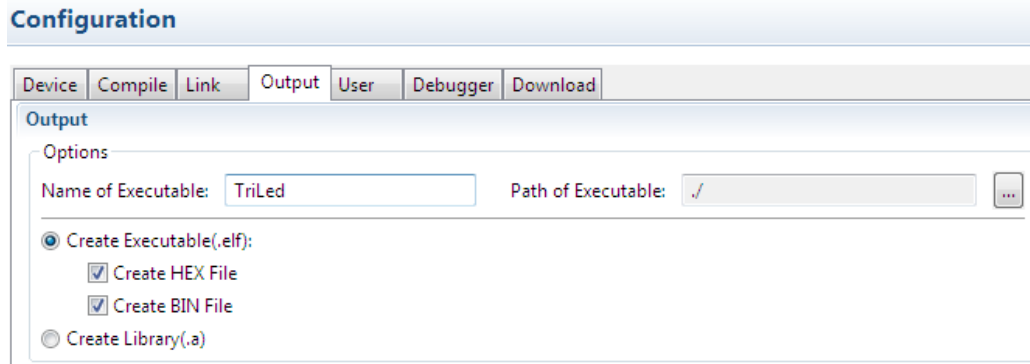 Configuration
Device Compile Link Output User Debugger Download
Output
Options
Name of Executable: TriLed Path of Executable: ./ ...
Create Executable(.elf):
Create HEX File
Create BIN File
Create Library(.a)